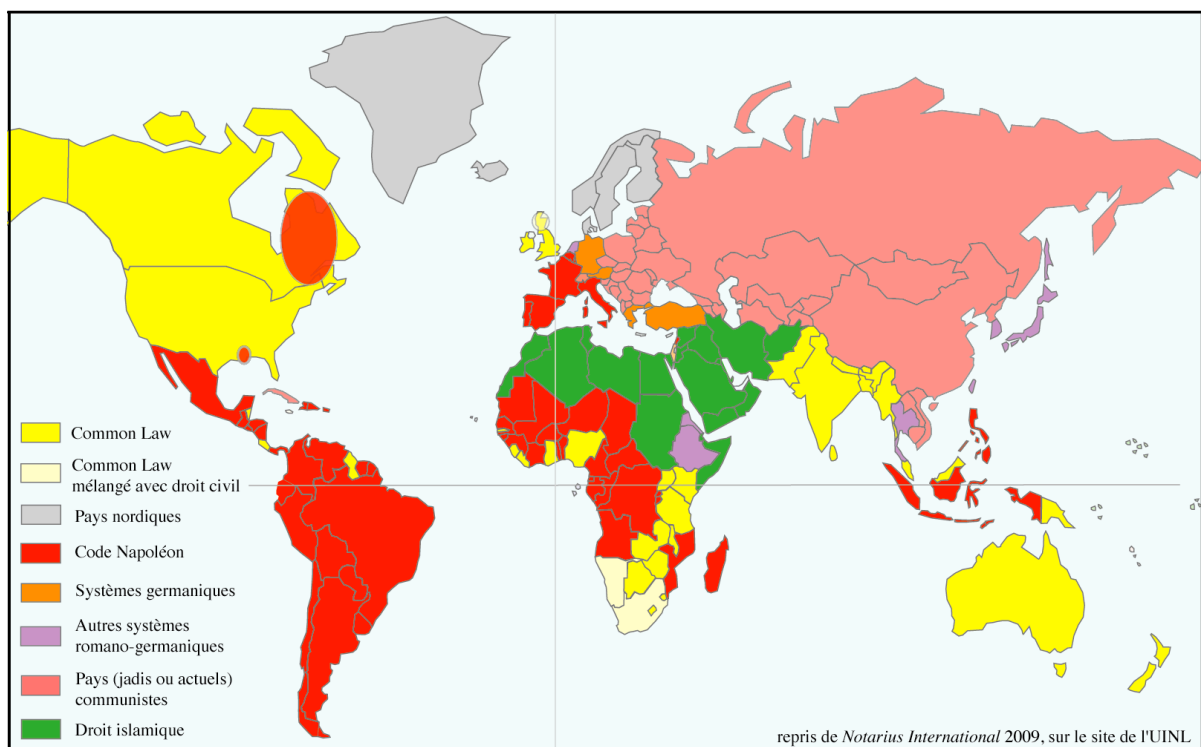 Common Law
Common Law
mélangé avec droit civil
Pays nordiques
Code Napoléon
Systèmes germaniques
Autres systèmes
romano-germaniques
Pays (jadis ou actuels)
communistes
Droit islamique
repris de Notarius International 2009, sur le site de l'UINL